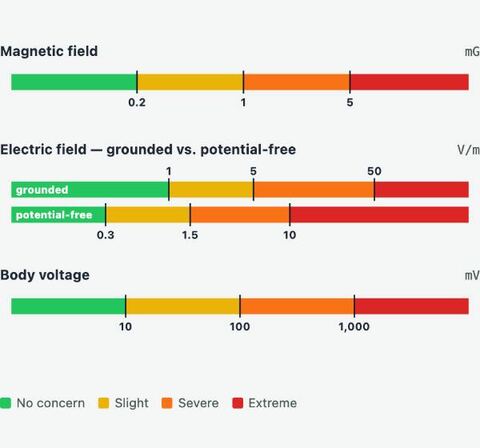 Magnetic field mG
0.2 1 5
Electric field — grounded vs. potential-free V/m
1 5 50
grounded
potential-free
0.3 1.5 10
Body voltage mV
10 100 1,000
No concern Slight Severe Extreme